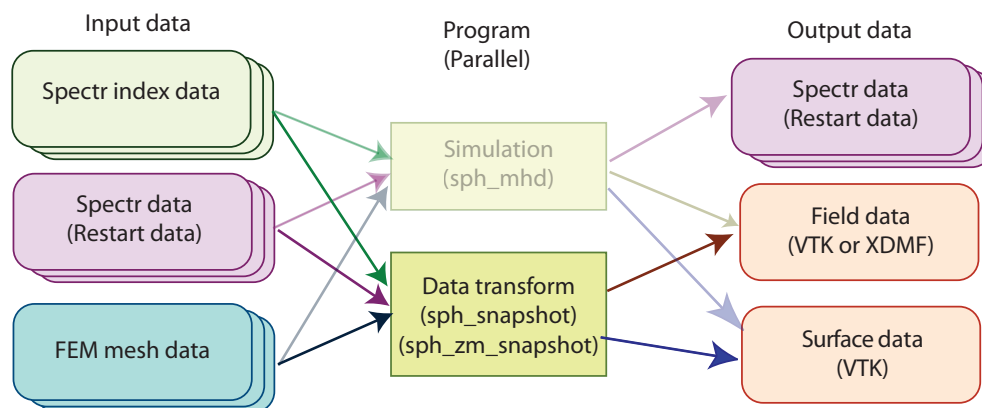 Input data
Program
(Parallel)
Output data
Spectr index data
Spectr data
(Restart data)
FEM mesh data
Simulation
(sph_mhd)
Data transform
(sph_snapshot)
(sph_zm_snapshot)
Spectr data
(Restart data)
Field data
(VTK or XDMF)
Surface data
(VTK)